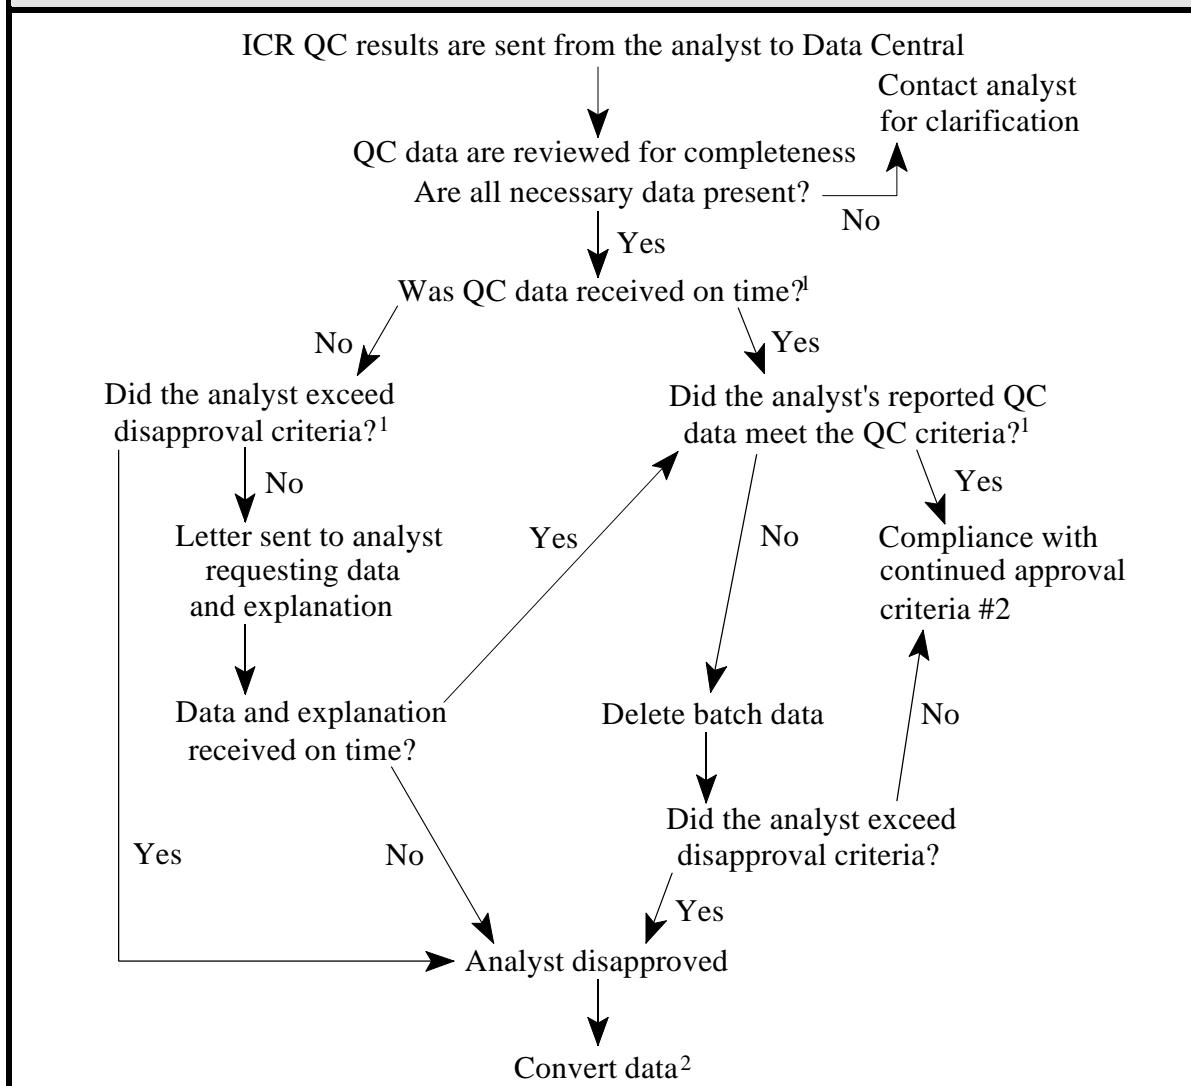 ICR QC results are sent from the analyst to Data Central
Contact analyst
for clarification
QC data are reviewed for completeness
Are all necessary data present?
No
Yes
Was QC data received on time?1
No
Yes
Did the analyst exceed
disapproval criteria?1
Did the analyst's reported QC
data meet the QC criteria?1
No
Yes
Letter sent to analyst
requesting data
and explanation
Yes
No
Compliance with
continued approval
criteria #2
Data and explanation
received on time?
Delete batch data
No
Did the analyst exceed
disapproval criteria?
Yes
No
Yes
Analyst disapproved
Convert data2